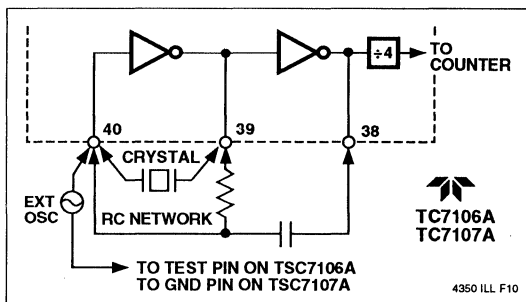 ÷4
TO
COUNTER
40
39
38
CRYSTAL
EXT
OSC
RC NETWORK
TC7106A
TC7107A
TO TEST PIN ON TSC7106A
TO GND PIN ON TSC7107A
4350 ILL F10